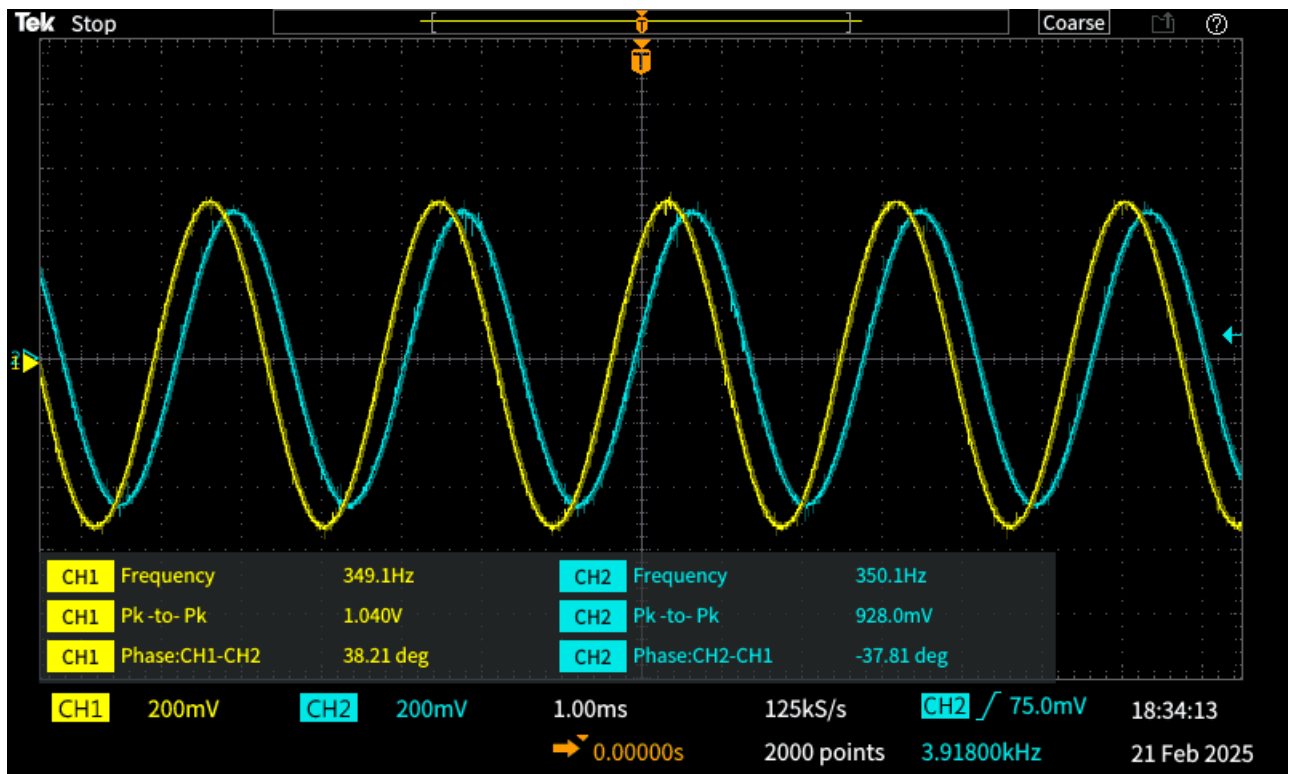 Tek Stop T Coarse ?
T
2
1
CH1 Frequency 349.1Hz CH2 Frequency 350.1Hz
CH1 Pk -to- Pk 1.040V CH2 Pk -to- Pk 928.0mV
CH1 Phase:CH1-CH2 38.21 deg CH2 Phase:CH2-CH1 -37.81 deg
CH1 200mV CH2 200mV 1.00ms 125kS/s CH2 75.0mV 18:34:13
0.00000s 2000 points 3.91800kHz 21 Feb 2025